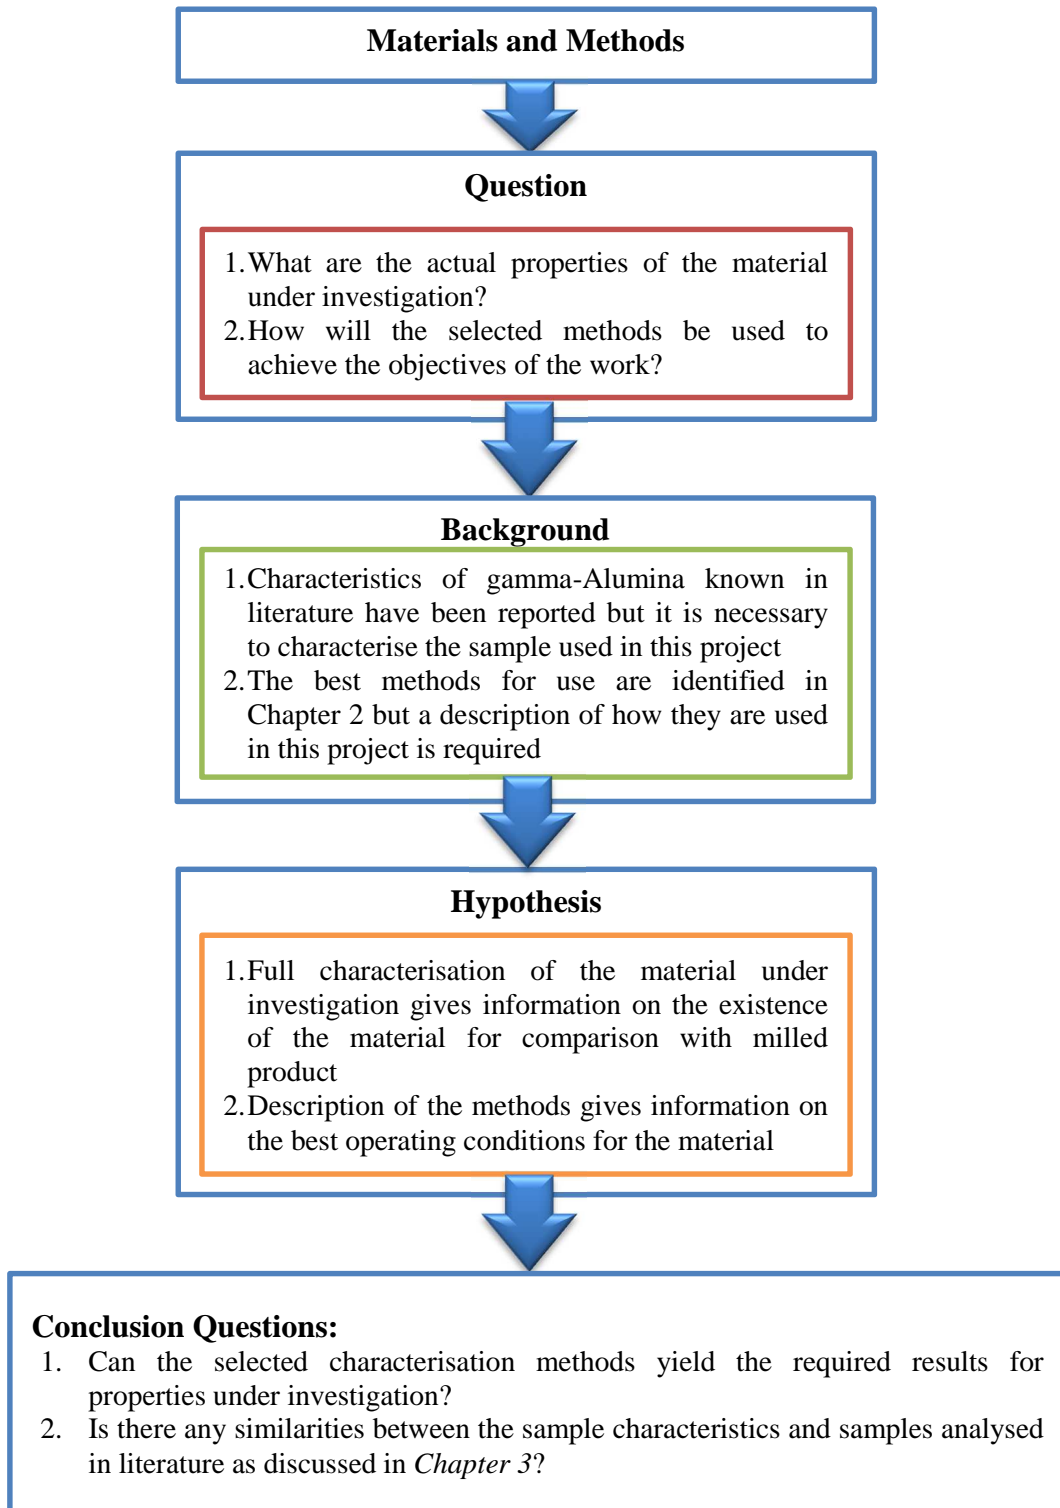 Materials and Methods
Question
1.What are the actual properties of the material
under investigation?
2.How will the selected methods be used to
achieve the objectives of the work?
Background
1.Characteristics of gamma-Alumina known in
literature have been reported but it is necessary
to characterise the sample used in this project
2.The best methods for use are identified in
Chapter 2 but a description of how they are used
in this project is required
Hypothesis
1.Full characterisation of the material under
investigation gives information on the existence
of the material for comparison with milled
product
2.Description of the methods gives information on
the best operating conditions for the material
Conclusion Questions:
1. Can the selected characterisation methods yield the required results for
properties under investigation?
2. Is there any similarities between the sample characteristics and samples analysed
in literature as discussed in Chapter 3?